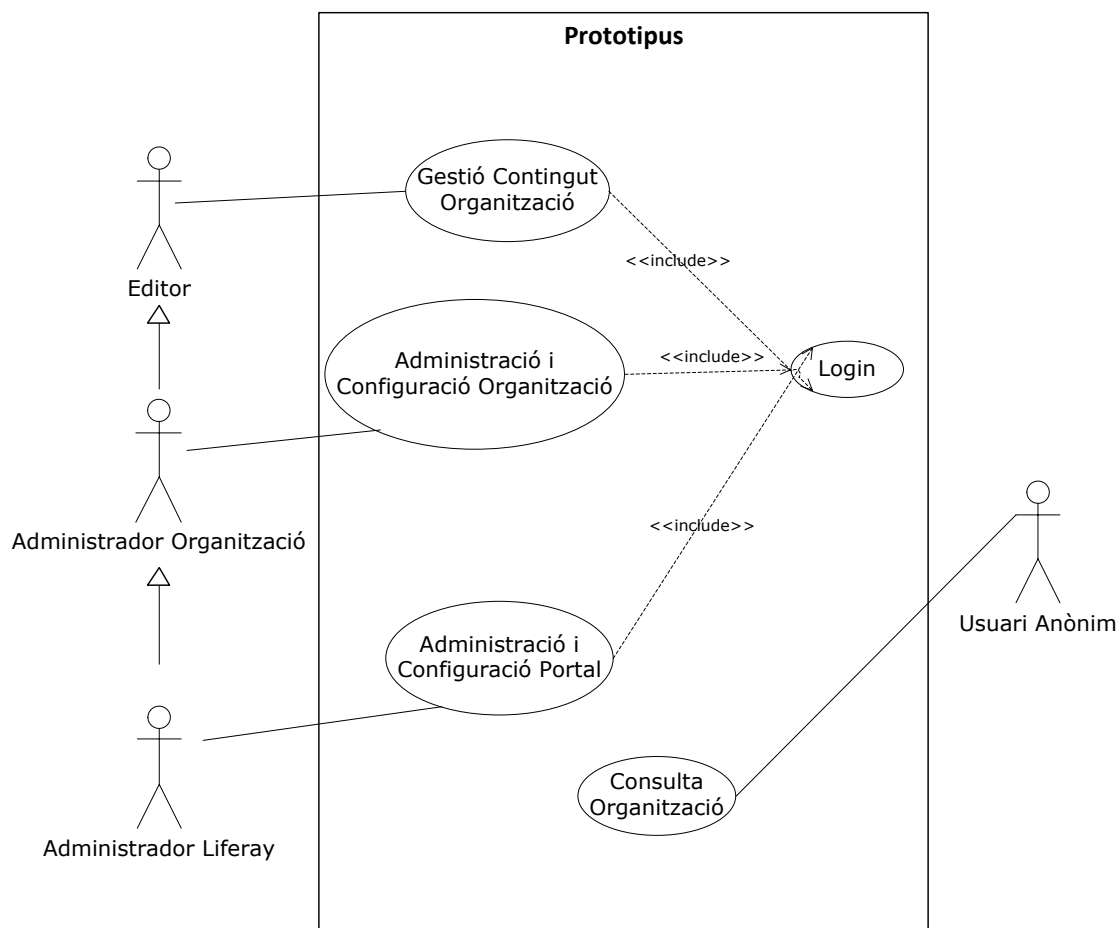 Prototipus
Gestió Contingut
Organització
Editor
<<include>>
Administració i
Configuració Organització
<<include>>
Login
Administrador Organització
<<include>>
Usuari Anònim
Administració i
Configuració Portal
Consulta
Organització
Administrador Liferay